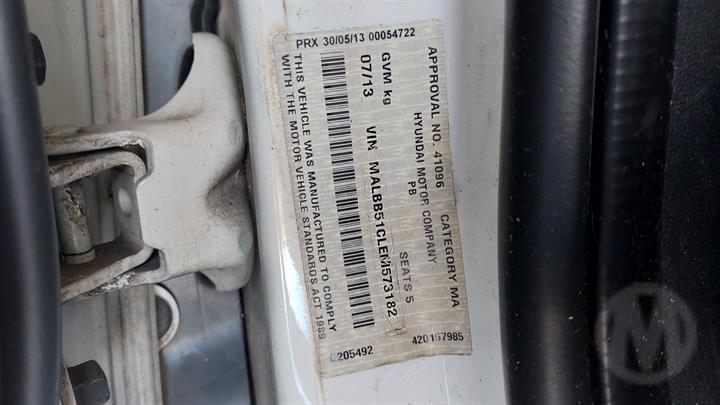 PRX 30/05/13 00054722
APPROVAL NO. 41096 CATEGORY MA
HYUNDAI MOTOR COMPANY
PB
GVM kg SEATS 5
07/13 VIN MALBB51CLEM573182
THIS VEHICLE WAS MANUFACTURED TO COMPLY
WITH THE MOTOR VEHICLE STANDARDS ACT 1989
0205492 420167985
M